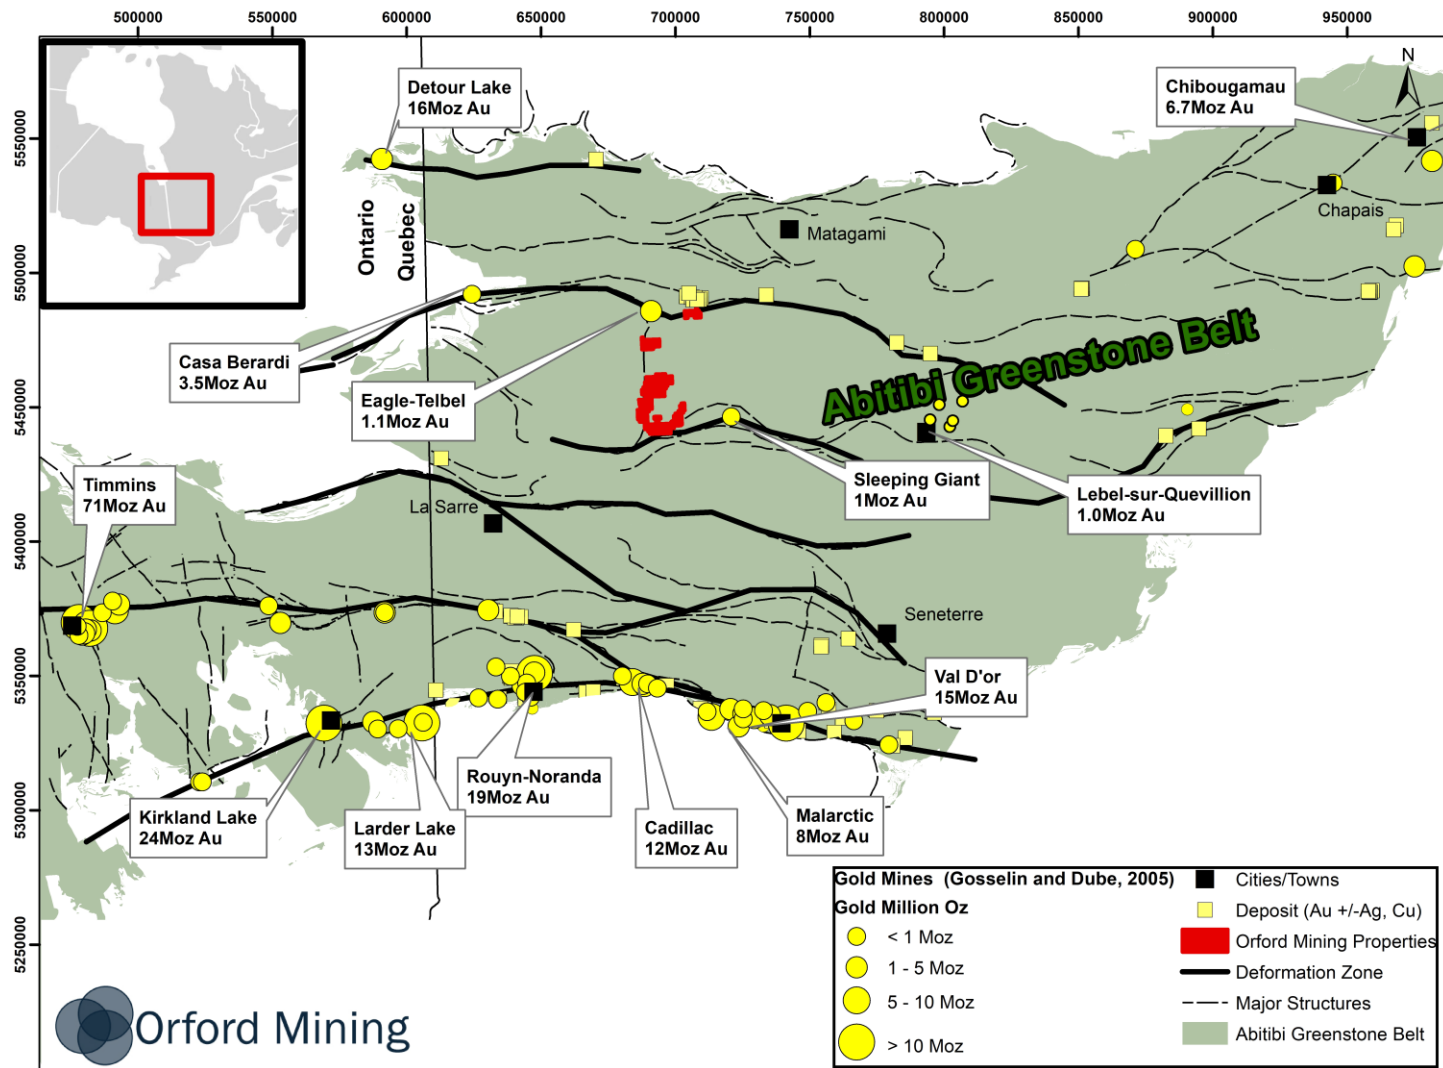 500000 550000 600000 650000 700000 750000 800000 850000 900000 950000
5550000
5500000
5450000
5400000
5350000
5300000
5250000
N
Detour Lake
16Moz Au
Chibougamau
6.7Moz Au
Chapais
Ontario
Quebec
Matagami
Casa Berardi
3.5Moz Au
Eagle-Telbel
1.1Moz Au
Abitibi Greenstone Belt
Timmins
71Moz Au
La Sarre
Sleeping Giant
1Moz Au
Lebel-sur-Quevillion
1.0Moz Au
Seneterre
Val D'or
15Moz Au
Rouyn-Noranda
19Moz Au
Kirkland Lake
24Moz Au
Larder Lake
13Moz Au
Cadillac
12Moz Au
Malarctic
8Moz Au
Gold Mines (Gosselin and Dube, 2005)
Gold Million Oz
< 1 Moz
1 - 5 Moz
5 - 10 Moz
> 10 Moz
Cities/Towns
Deposit (Au +/-Ag, Cu)
Orford Mining Properties
Deformation Zone
Major Structures
Abitibi Greenstone Belt
Orford Mining